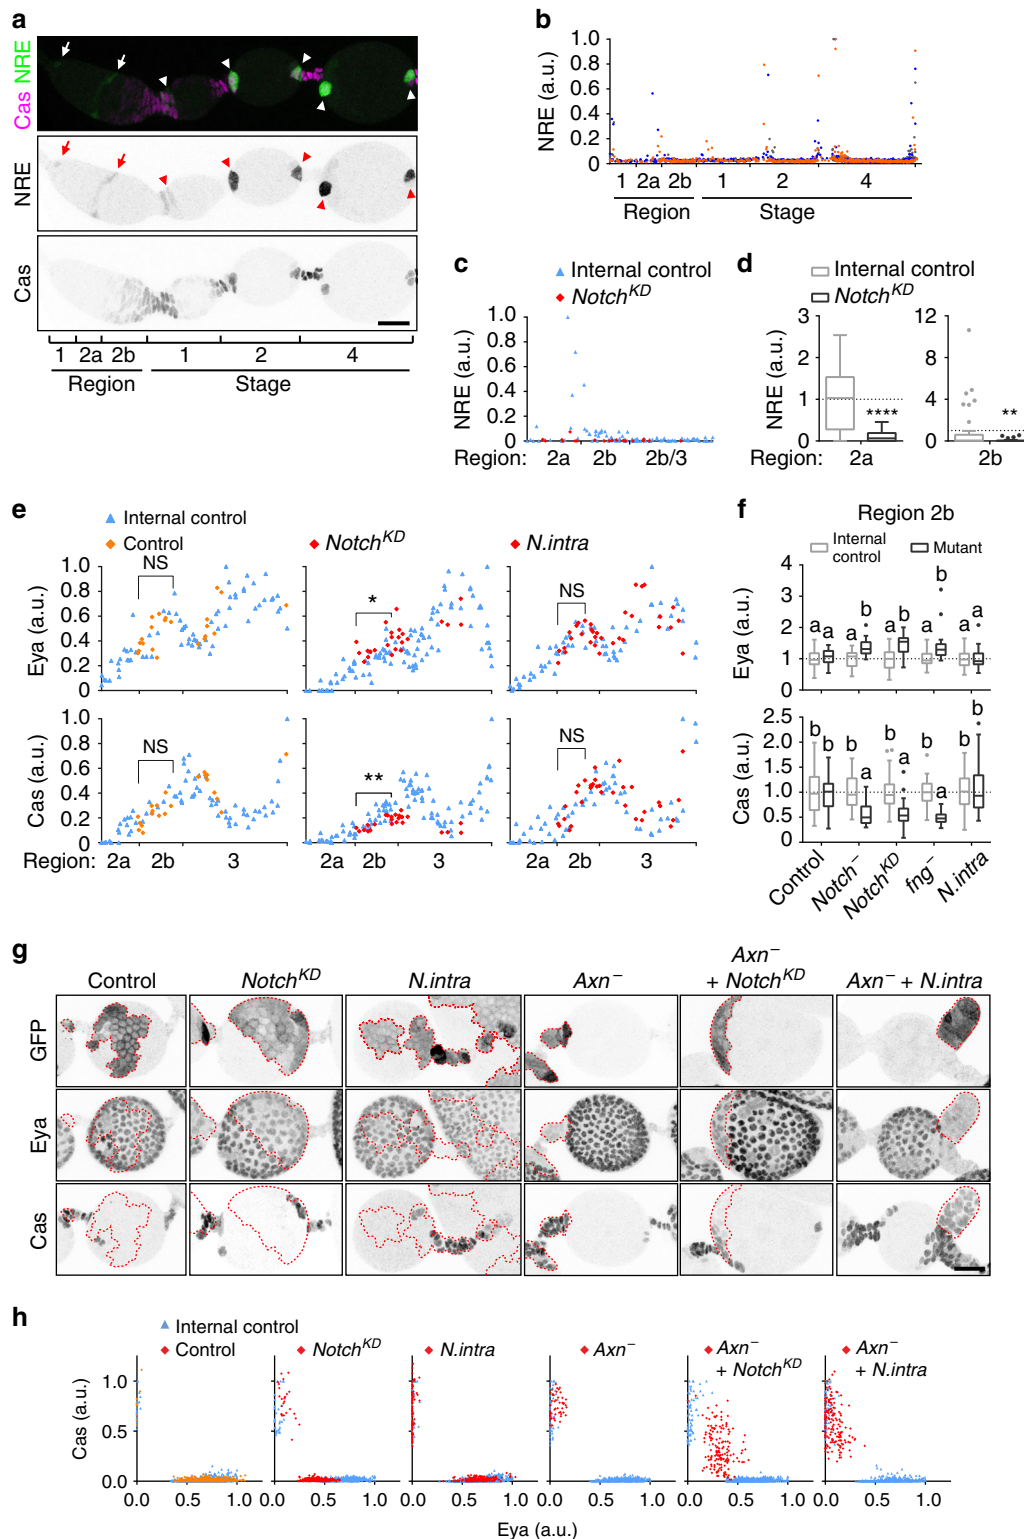 a
Cas NRE
NRE
Cas
1 2a 2b 1 2 4
Region Stage
b
NRE (a.u.)
1.0
0.8
0.6
0.4
0.2
0
1 2a 2b 1 2 4
Region Stage
c
Internal control
Notch^KD
NRE (a.u.)
1.0
0.8
0.6
0.4
0.2
0
Region: 2a 2b 2b/3
d
Internal control
Notch^KD
NRE (a.u.)
3
2
1
0
****
12
8
4
0
**
Region: 2a 2b
e
Internal control
Control
Notch^KD
N.intra
Eya (a.u.)
1.0
0.8
0.6
0.4
0.2
0
NS
*
NS
Cas (a.u.)
1.0
0.8
0.6
0.4
0.2
0
NS
**
NS
Region: 2a 2b 3 2a 2b 3 2a 2b 3
f
Region 2b
Internal control
Mutant
Eya (a.u.)
4
3
2
1
0
a a a b a b a b a a
Cas (a.u.)
2.5
2.0
1.5
1.0
0.5
0
b b b a b a b a b b
Control Notch^– Notch^KD fng^– N.intra
g
Control Notch^KD N.intra Axn^– Axn^– + Notch^KD Axn^– + N.intra
GFP
Eya
Cas
h
Internal control
Control
Notch^KD
N.intra
Axn^–
Axn^– + Notch^KD
Axn^– + N.intra
Cas (a.u.)
1.0
0.5
0.0
0.0 0.5 1.0 0.0 0.5 1.0 0.0 0.5 1.0 0.0 0.5 1.0 0.0 0.5 1.0 0.0 0.5 1.0
Eya (a.u.)